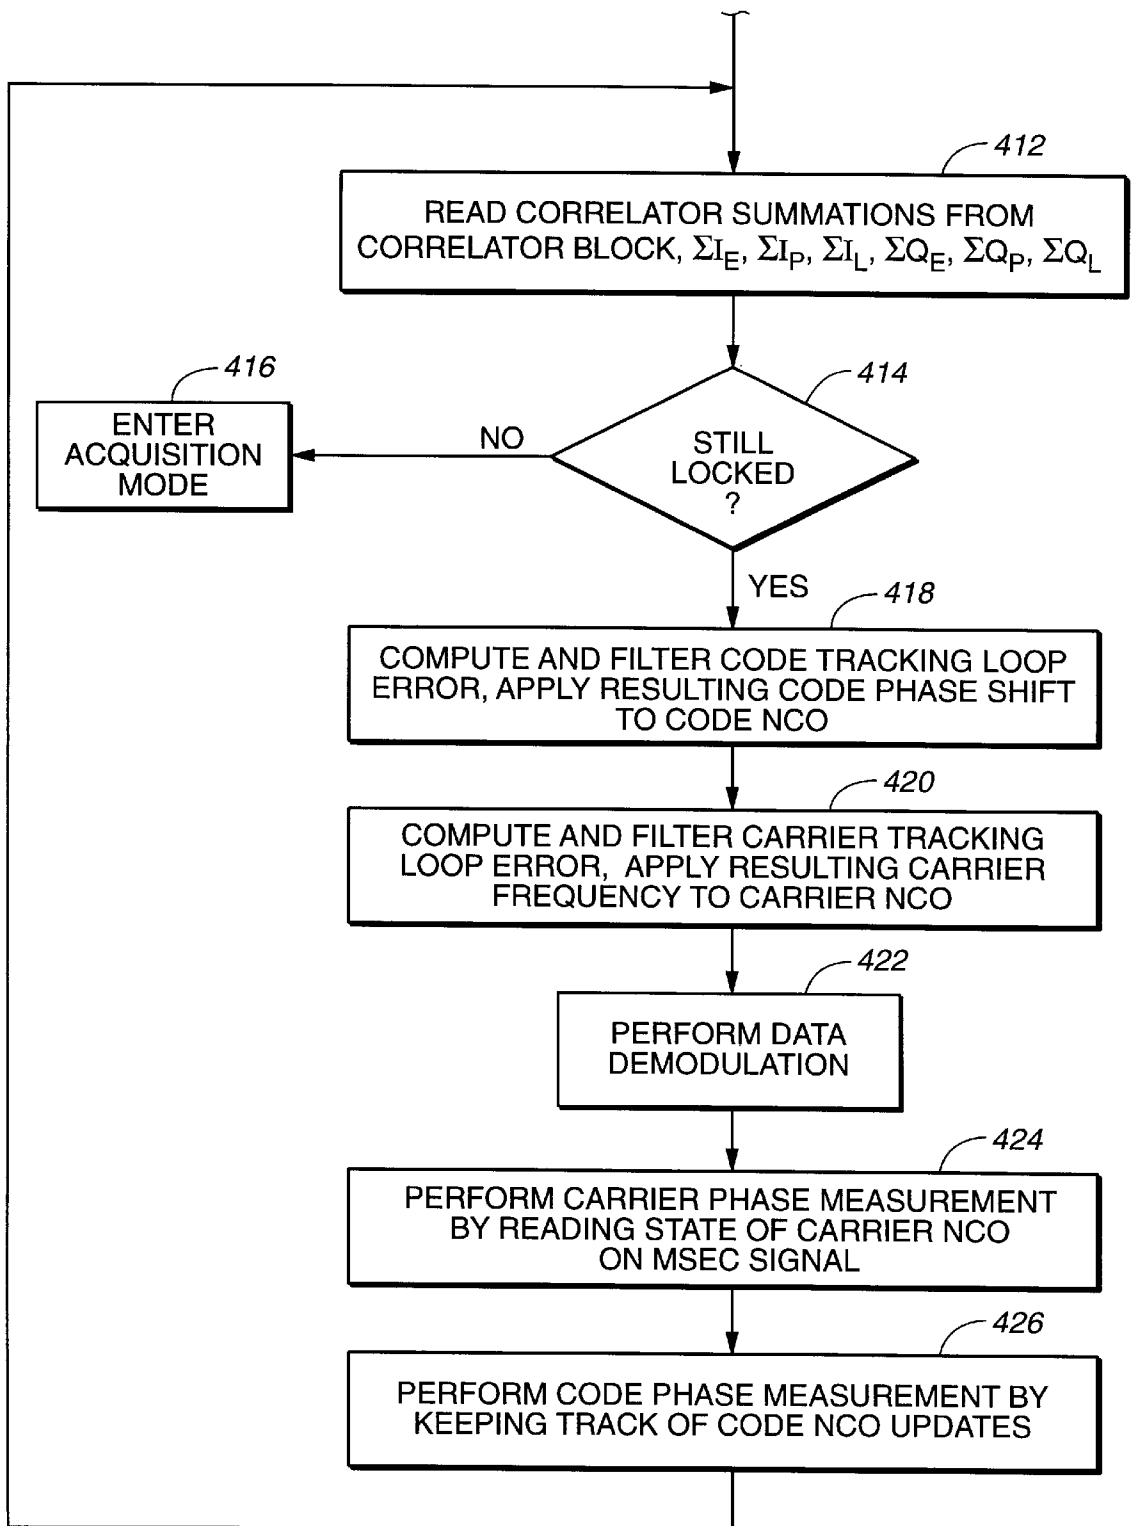 412
READ CORRELATOR SUMMATIONS FROM
CORRELATOR BLOCK, ΣI_E, ΣI_P, ΣI_L, ΣQ_E, ΣQ_P, ΣQ_L
414
STILL
LOCKED
?
NO
416
ENTER
ACQUISITION
MODE
YES
418
COMPUTE AND FILTER CODE TRACKING LOOP
ERROR, APPLY RESULTING CODE PHASE SHIFT
TO CODE NCO
420
COMPUTE AND FILTER CARRIER TRACKING
LOOP ERROR, APPLY RESULTING CARRIER
FREQUENCY TO CARRIER NCO
422
PERFORM DATA
DEMODULATION
424
PERFORM CARRIER PHASE MEASUREMENT
BY READING STATE OF CARRIER NCO
ON MSEC SIGNAL
426
PERFORM CODE PHASE MEASUREMENT BY
KEEPING TRACK OF CODE NCO UPDATES